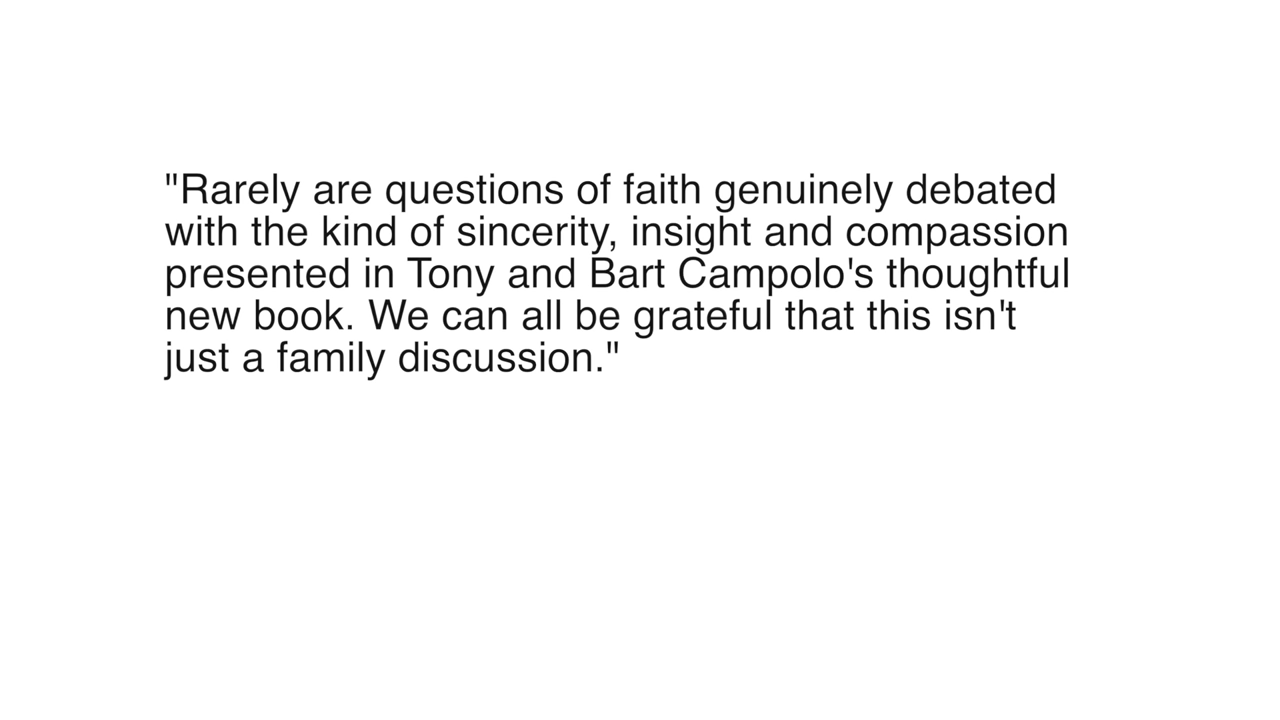 "Rarely are questions of faith genuinely debated
with the kind of sincerity, insight and compassion
presented in Tony and Bart Campolo's thoughtful
new book. We can all be grateful that this isn't
just a family discussion."